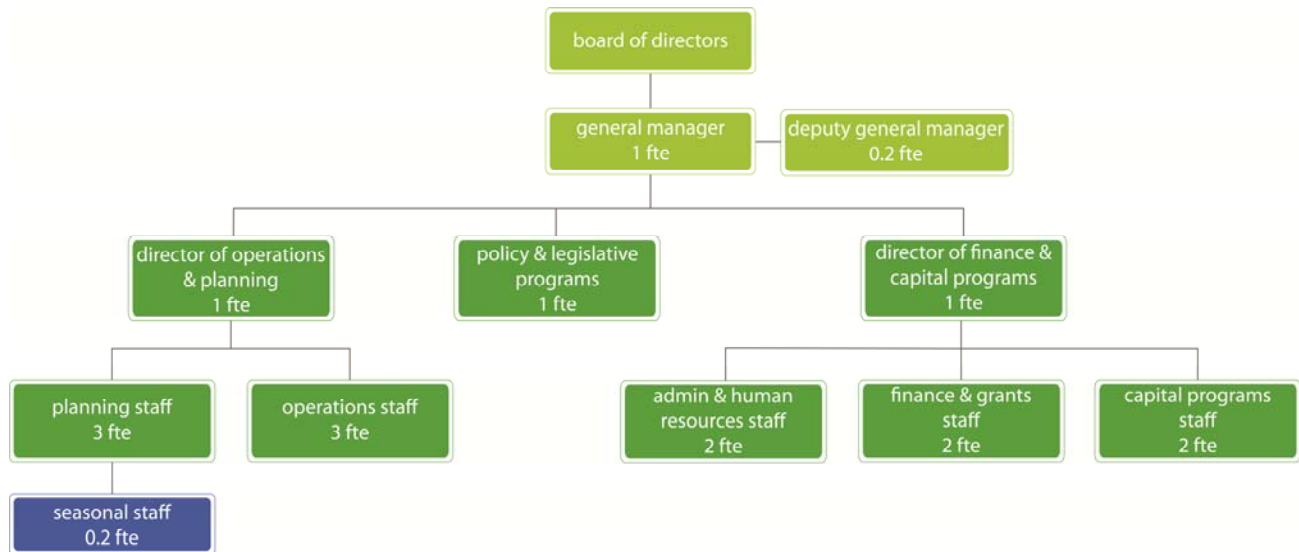 board of directors
general manager
1 fte
deputy general manager
0.2 fte
director of operations
& planning
1 fte
policy & legislative
programs
1 fte
director of finance &
capital programs
1 fte
planning staff
3 fte
operations staff
3 fte
admin & human
resources staff
2 fte
finance & grants
staff
2 fte
capital programs
staff
2 fte
seasonal staff
0.2 fte